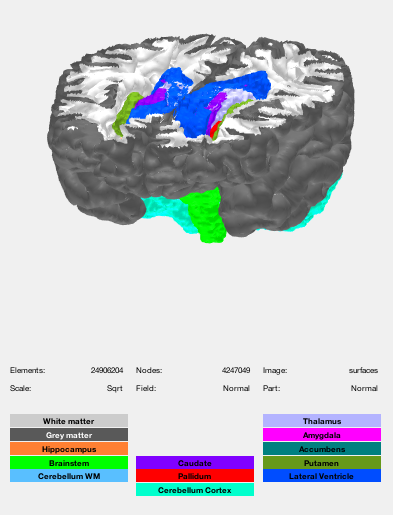 Elements: 24906204 Nodes: 4247049 Image: surfaces
Scale: Sqrt Field: Normal Part: Normal
White matter Thalamus
Grey matter Amygdala
Hippocampus Accumbens
Brainstem Caudate Putamen
Cerebellum WM Pallidum Lateral Ventricle
Cerebellum Cortex